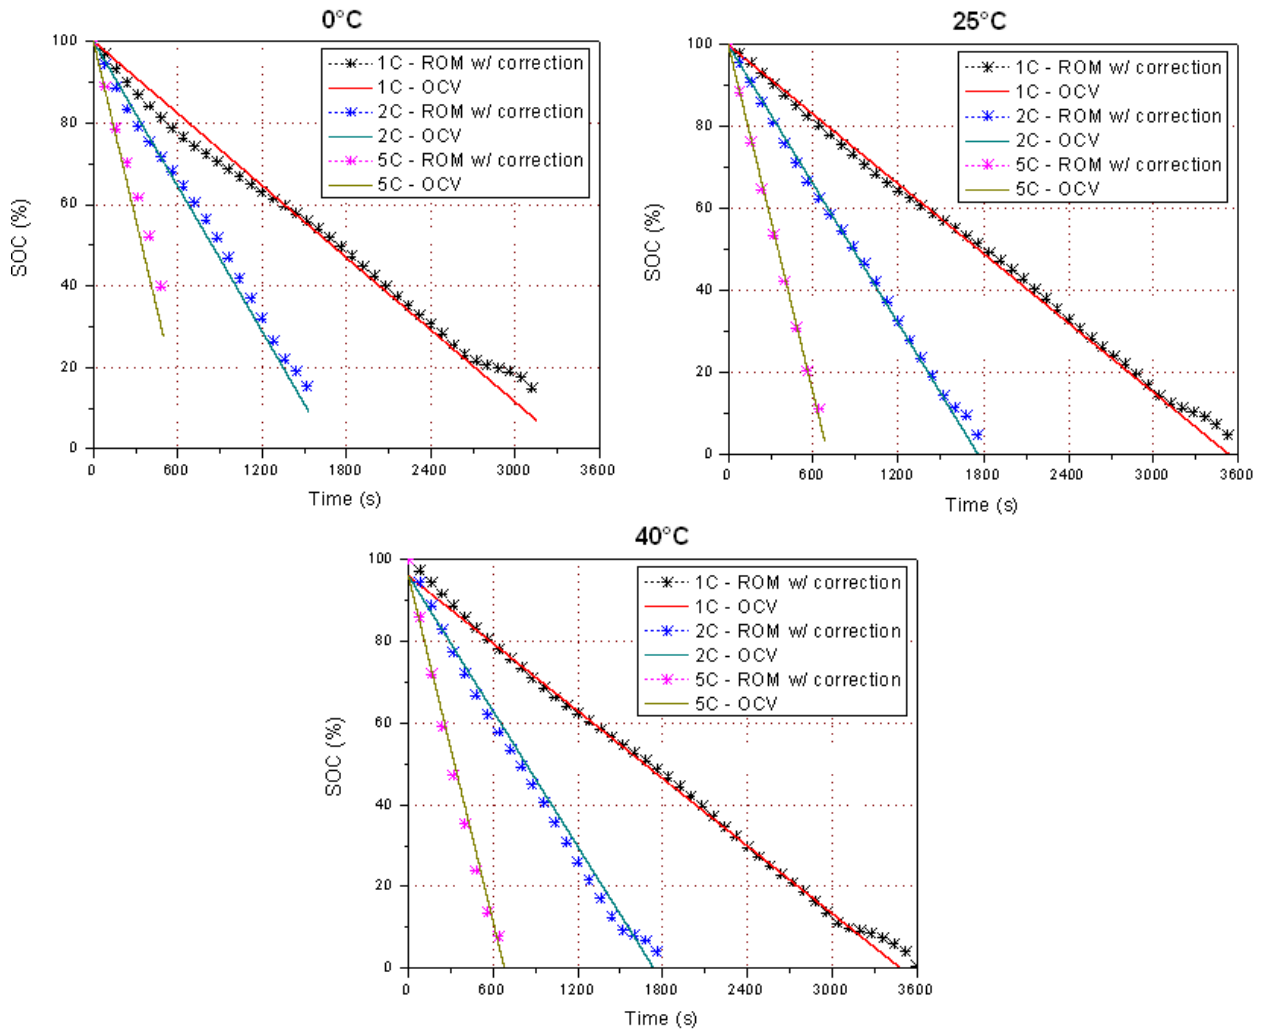 0°C
100
80
60
40
20
0
SOC (%)
1C - ROM w/ correction
1C - OCV
2C - ROM w/ correction
2C - OCV
5C - ROM w/ correction
5C - OCV
0 600 1200 1800 2400 3000 3600
Time (s)
25°C
100
80
60
40
20
0
SOC (%)
1C - ROM w/ correction
1C - OCV
2C - ROM w/ correction
2C - OCV
5C - ROM w/ correction
5C - OCV
0 600 1200 1800 2400 3000 3600
Time (s)
40°C
100
80
60
40
20
0
SOC (%)
1C - ROM w/ correction
1C - OCV
2C - ROM w/ correction
2C - OCV
5C - ROM w/ correction
5C - OCV
0 600 1200 1800 2400 3000 3600
Time (s)